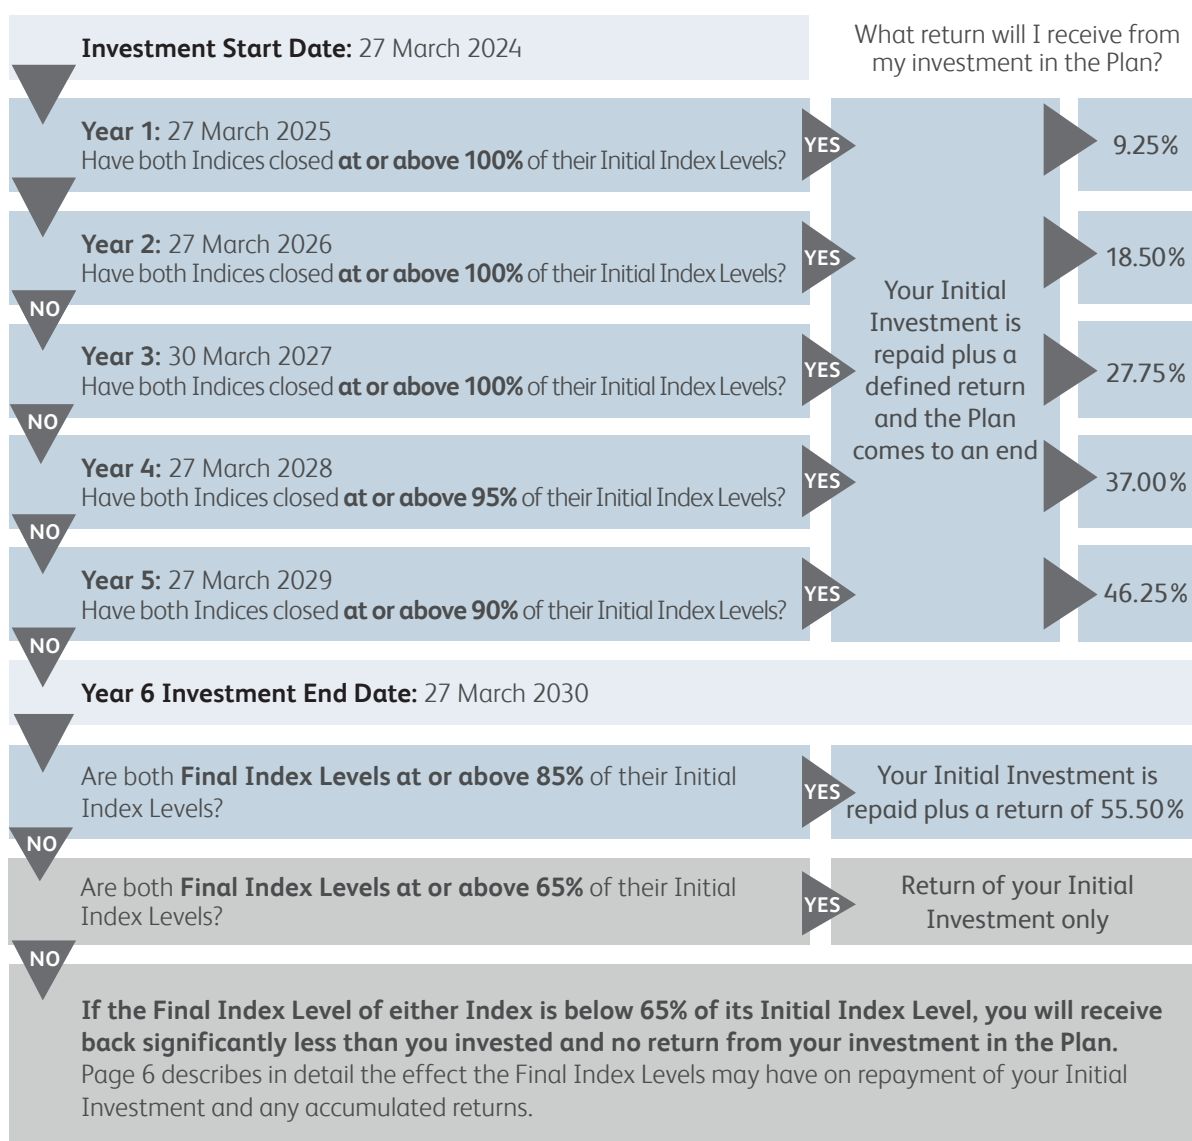 Investment Start Date: 27 March 2024
What return will I receive from
my investment in the Plan?
Year 1: 27 March 2025
Have both Indices closed at or above 100% of their Initial Index Levels?
YES
9.25%
Year 2: 27 March 2026
Have both Indices closed at or above 100% of their Initial Index Levels?
YES
18.50%
NO
Year 3: 30 March 2027
Have both Indices closed at or above 100% of their Initial Index Levels?
YES
27.75%
NO
Year 4: 27 March 2028
Have both Indices closed at or above 95% of their Initial Index Levels?
YES
37.00%
NO
Year 5: 27 March 2029
Have both Indices closed at or above 90% of their Initial Index Levels?
YES
46.25%
Your Initial
Investment is
repaid plus a
defined return
and the Plan
comes to an end
NO
Year 6 Investment End Date: 27 March 2030
Are both Final Index Levels at or above 85% of their Initial
Index Levels?
YES
Your Initial Investment is
repaid plus a return of 55.50%
NO
Are both Final Index Levels at or above 65% of their Initial
Index Levels?
YES
Return of your Initial
Investment only
NO
If the Final Index Level of either Index is below 65% of its Initial Index Level, you will receive
back significantly less than you invested and no return from your investment in the Plan.
Page 6 describes in detail the effect the Final Index Levels may have on repayment of your Initial
Investment and any accumulated returns.